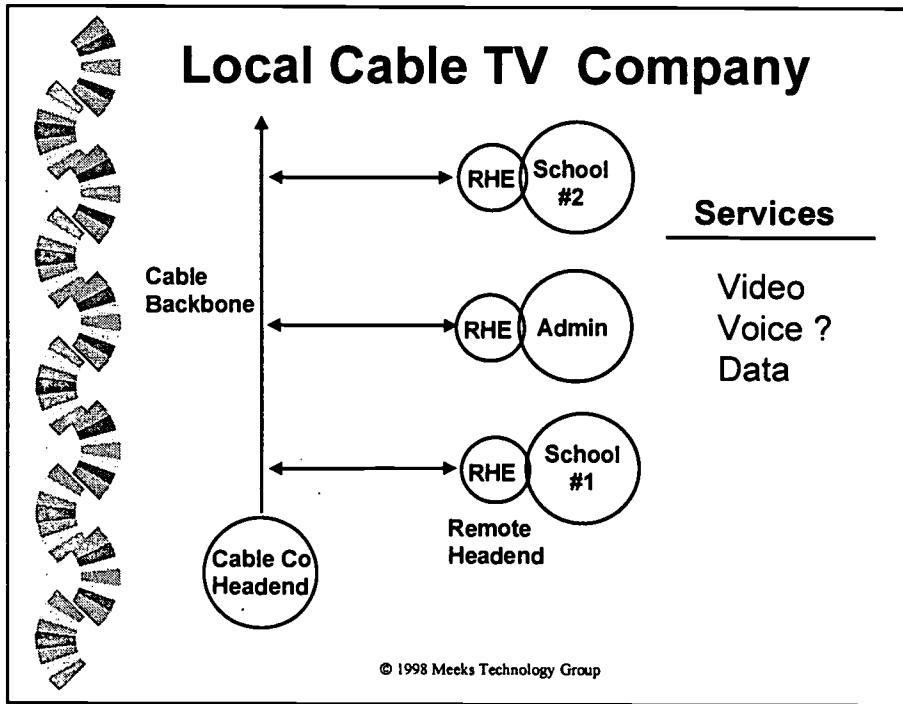 Local Cable TV Company
RHE
School
#2
Services
Cable
Backbone
Video
Voice ?
Data
RHE
Admin
RHE
School
#1
Remote
Headend
Cable Co
Headend
© 1998 Meeks Technology Group